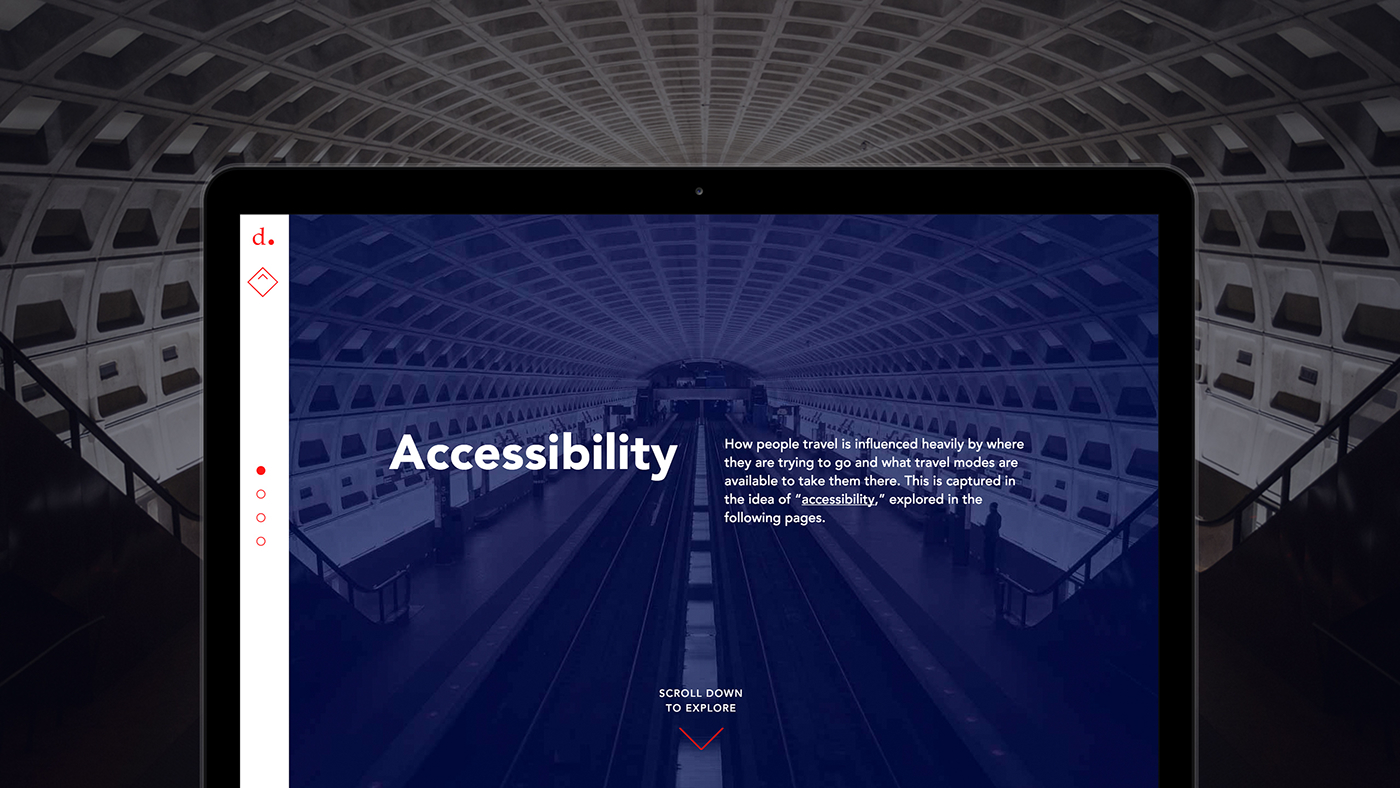 d.
Accessibility
How people travel is influenced heavily by where
they are trying to go and what travel modes are
available to take them there. This is captured in
the idea of “accessibility,” explored in the
following pages.
SCROLL DOWN
TO EXPLORE